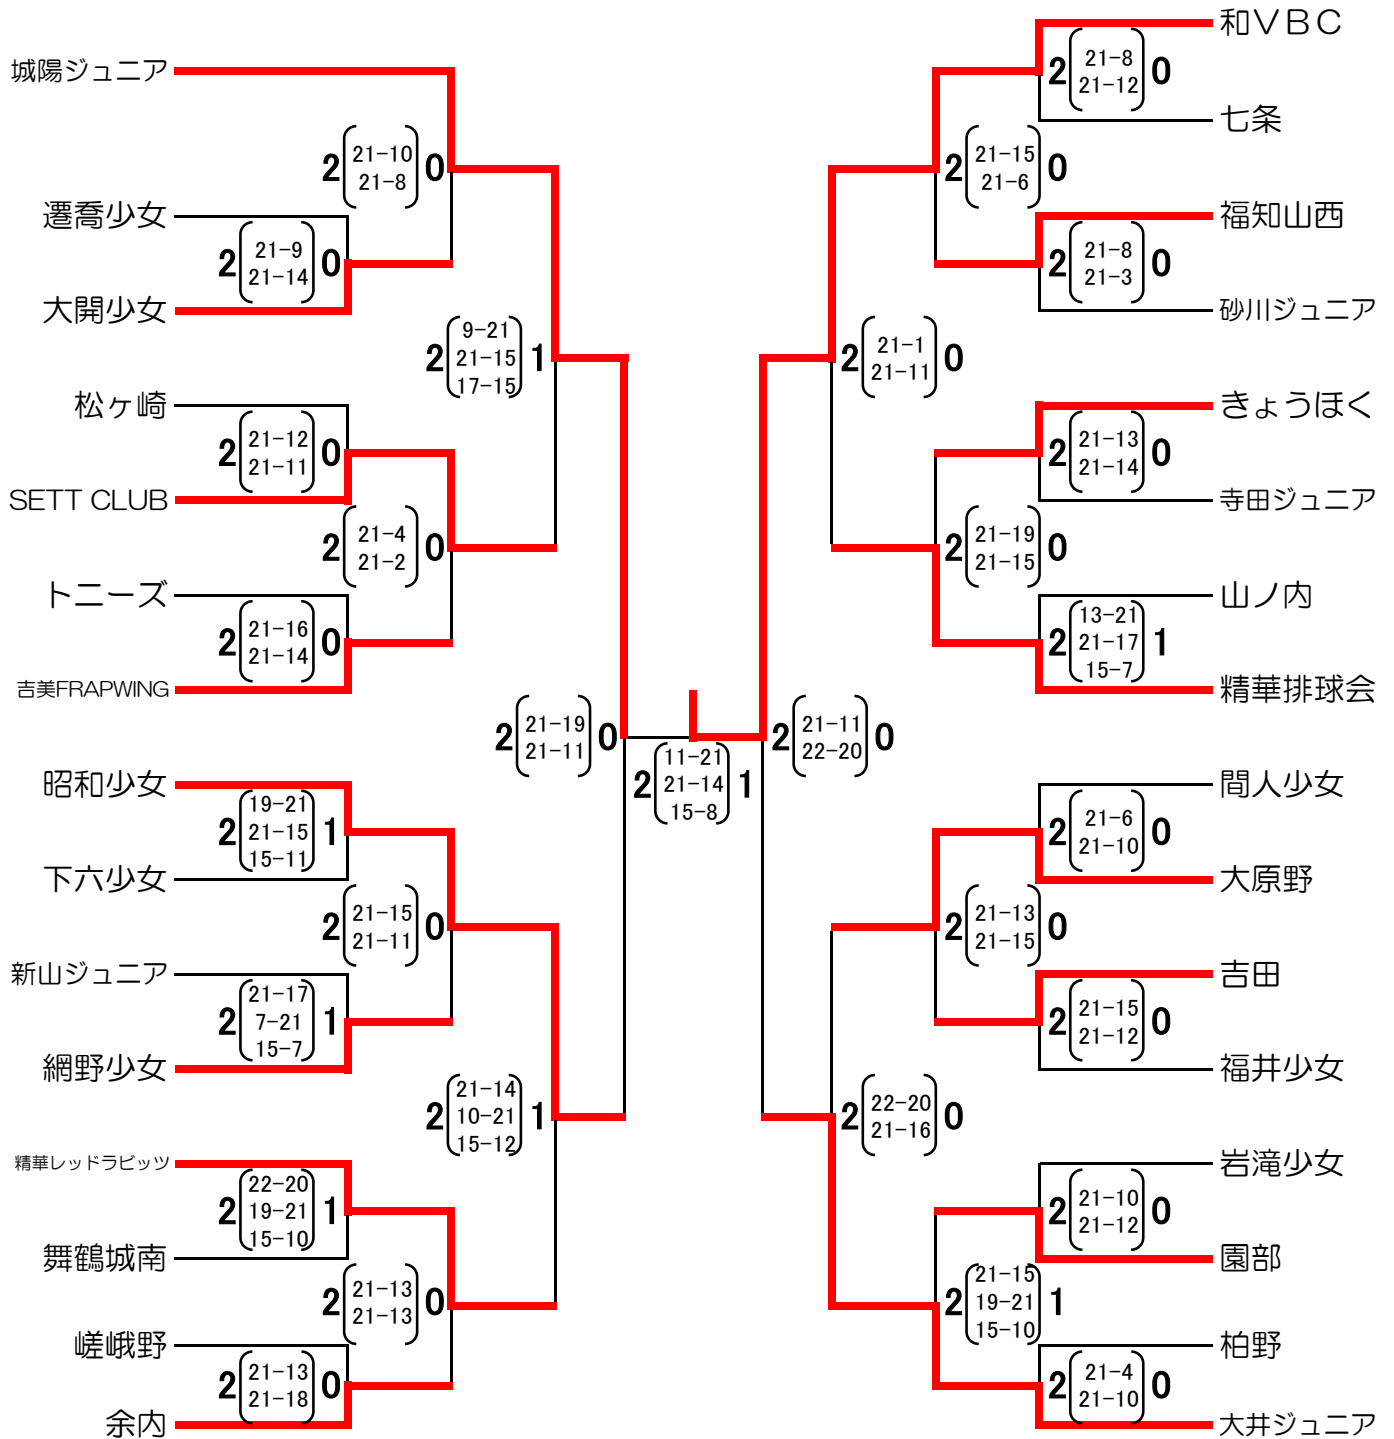 城陽ジュニア
2 21-10 0
21-8
遷喬少女
2 21-9 0
21-14
大開少女
2 9-21 1
21-15
17-15
松ヶ崎
2 21-12 0
21-11
SETT CLUB
2 21-4 0
21-2
トニーズ
2 21-16 0
21-14
吉美FRAPWING
2 21-19 0
21-11
昭和少女
2 19-21 1
21-15
15-11
下六少女
2 21-15 0
21-11
新山ジュニア
2 21-17 1
7-21
15-7
網野少女
2 21-14 1
10-21
15-12
精華レッドラビッツ
2 22-20 1
19-21
15-10
舞鶴城南
2 21-13 0
21-13
嵯峨野
2 21-13 0
21-18
余内
2 11-21 1
21-14
15-8
和VBC
2 21-8 0
21-12
七条
2 21-15 0
21-6
福知山西
2 21-8 0
21-3
砂川ジュニア
2 21-1 0
21-11
きょうほく
2 21-13 0
21-14
寺田ジュニア
2 21-19 0
21-15
山ノ内
2 13-21 1
21-17
15-7
精華排球会
2 21-11 0
22-20
間人少女
2 21-6 0
21-10
大原野
2 21-13 0
21-15
吉田
2 21-15 0
21-12
福井少女
2 22-20 0
21-16
岩滝少女
2 21-10 0
21-12
園部
2 21-15 1
19-21
15-10
柏野
2 21-4 0
21-10
大井ジュニア